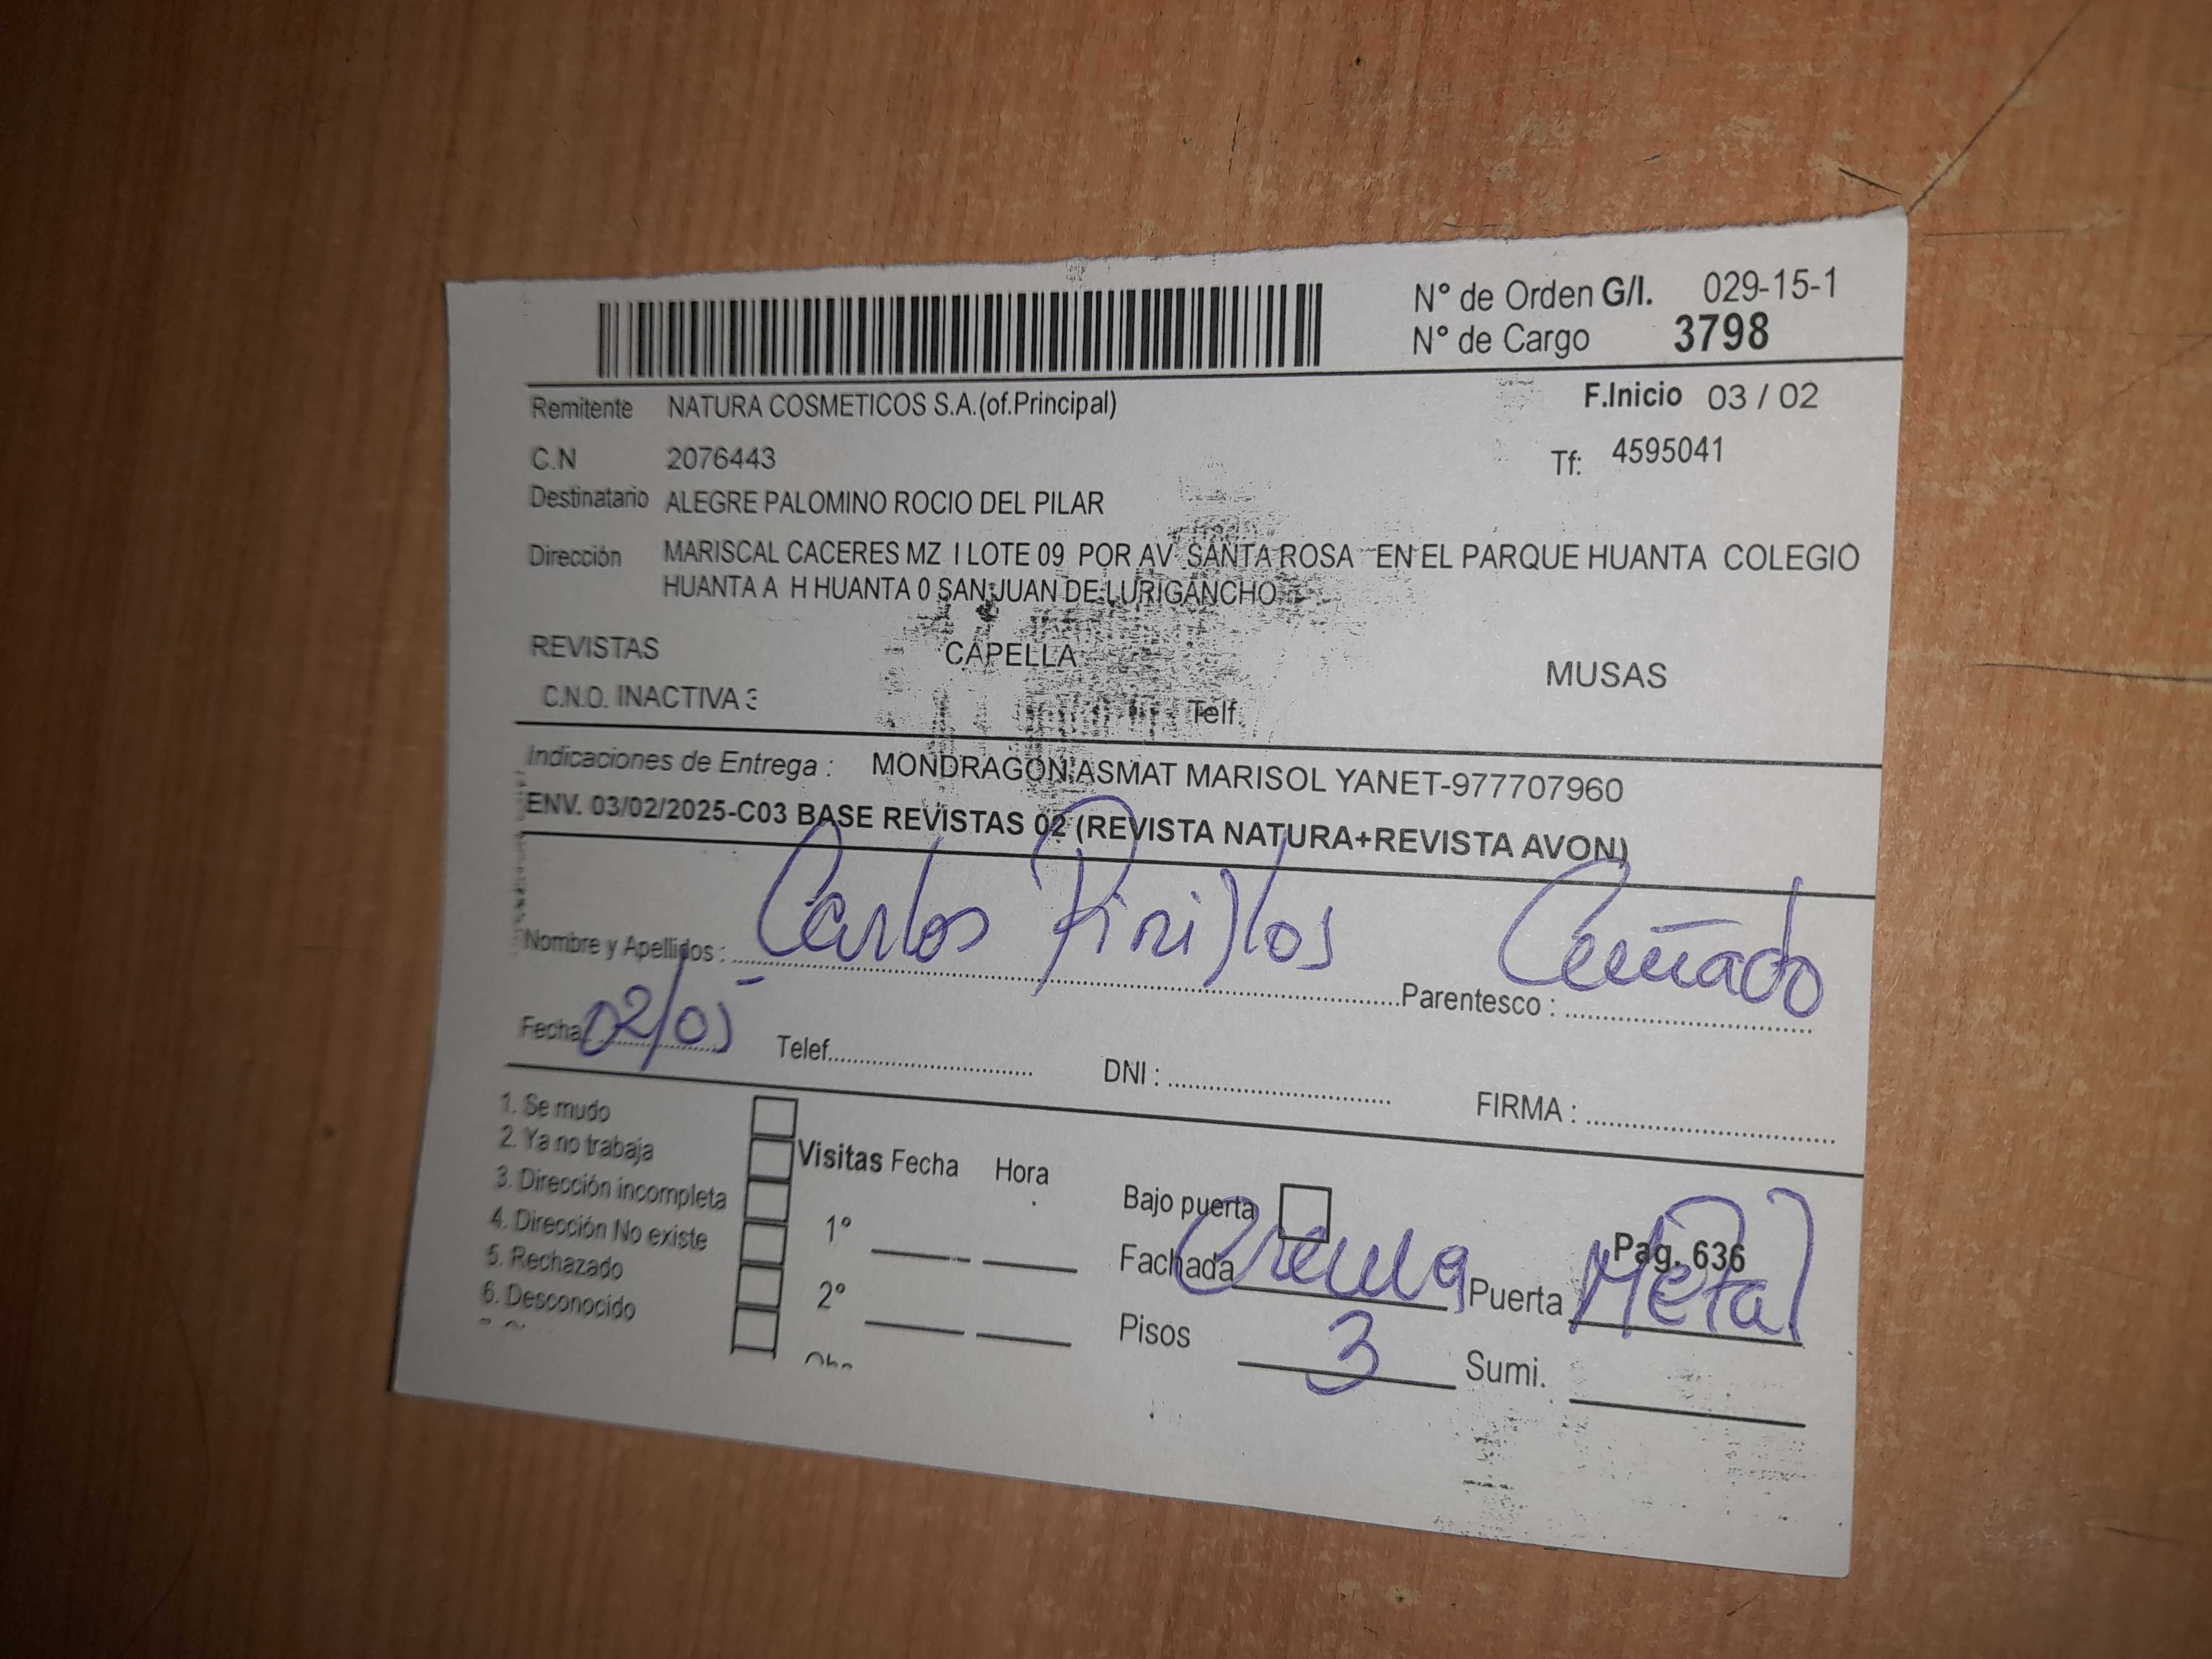 N° de Orden G/I. 029-15-1
N° de Cargo 3798
Remitente NATURA COSMETICOS S.A.(of.Principal) F.Inicio 03 / 02
C.N 2076443 Tf: 4595041
Destinatario ALEGRE PALOMINO ROCIO DEL PILAR
Dirección MARISCAL CACERES MZ I LOTE 09 POR AV SANTA ROSA EN EL PARQUE HUANTA COLEGIO
HUANTA A H HUANTA 0 SAN JUAN DE LURIGANCHO
REVISTAS CAPELLA MUSAS
C.N.O. INACTIVA 3 Telf.
Indicaciones de Entrega : MONDRAGON ASMAT MARISOL YANET-977707960
ENV. 03/02/2025-C03 BASE REVISTAS 02 (REVISTA NATURA+REVISTA AVON)
Nombre y Apellidos : Carlos Pinillos Parentesco : Cuñado
Fecha 02/05 Telef. DNI : FIRMA :
1. Se mudo
2. Ya no trabaja Visitas Fecha Hora
3. Dirección incompleta Bajo puerta
4. Dirección No existe 1° Fachada Crema Puerta Metal Pag. 636
5. Rechazado
6. Desconocido 2° Pisos 3 Sumi.